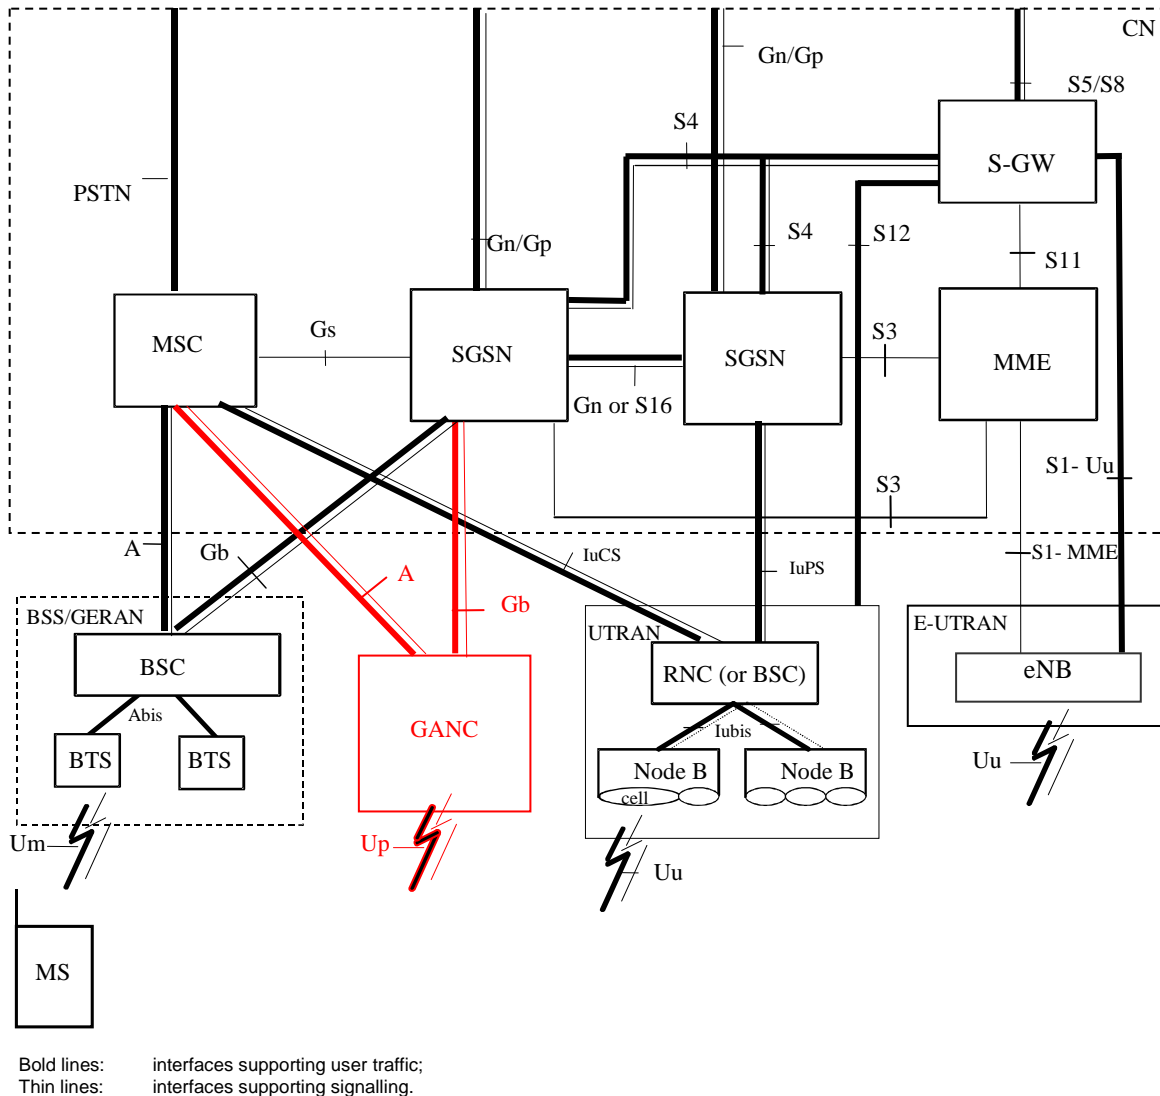 CN
Gn/Gp
S5/S8
S4
S-GW
PSTN
Gn/Gp
S4
S12
S11
MSC
Gs
SGSN
SGSN
S3
MME
Gn or S16
S1- Uu
S3
A
Gb
IuCS
IuPS
S1- MME
A
Gb
BSS/GERAN
UTRAN
E-UTRAN
BSC
RNC (or BSC)
eNB
Abis
GANC
Iubis
BTS
BTS
Node B
Node B
cell
Uu
Um
Up
Uu
MS
Bold lines: interfaces supporting user traffic;
Thin lines: interfaces supporting signalling.